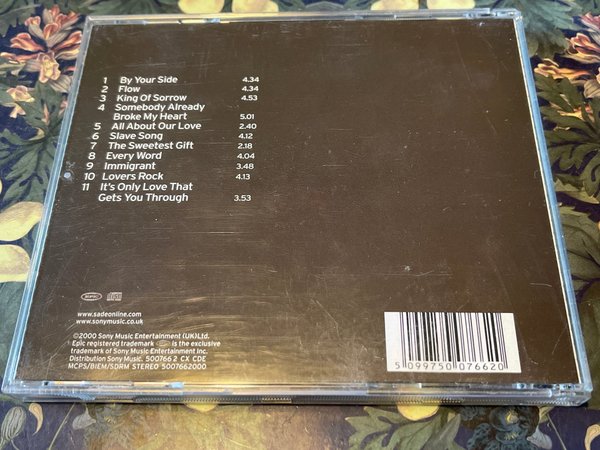 1 By Your Side 4.34
2 Flow 4.34
3 King Of Sorrow 4.53
4 Somebody Already
Broke My Heart 5.01
5 All About Our Love 2.40
6 Slave Song 4.12
7 The Sweetest Gift 2.18
8 Every Word 4.04
9 Immigrant 3.48
10 Lovers Rock 4.13
11 It's Only Love That
Gets You Through 3.53
www.sadeonline.com
www.sonymusic.co.uk
©2000 Sony Music Entertainment (UK)Ltd.
Epic registered trademark is the exclusive
trademark of Sony Music Entertainment Inc.
Distribution Sony Music. 500766 2 CX CDE
MCPS/BIEM/SDRM STEREO 5007662000
5 099750 076620